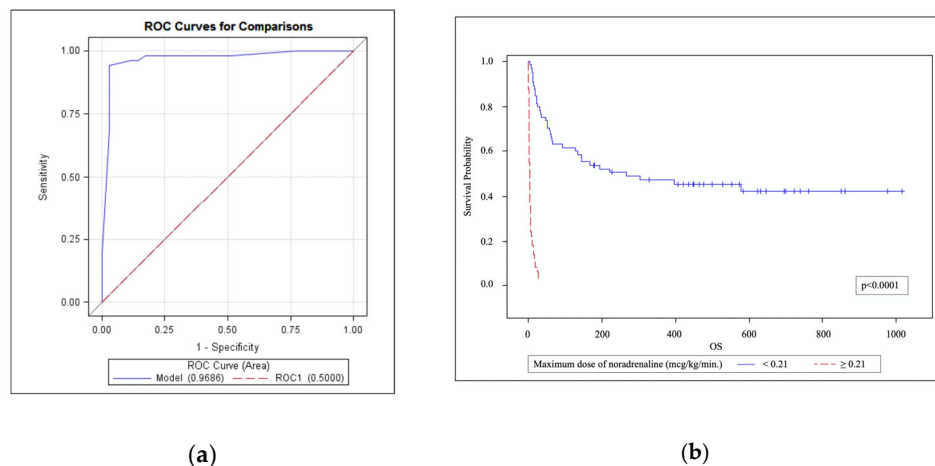 ROC Curves for Comparisons
1.00
0.75
0.50
0.25
0.00
Sensitivity
0.00 0.25 0.50 0.75 1.00
1 - Specificity
ROC Curve (Area)
Model (0.9686) ROC1 (0.5000)
(a)
1.0
0.8
0.6
0.4
0.2
0.0
Survival Probability
p<0.0001
0 200 400 600 800 1000
OS
Maximum dose of noradrenaline (mcg/kg/min.) < 0.21 ≥ 0.21
(b)